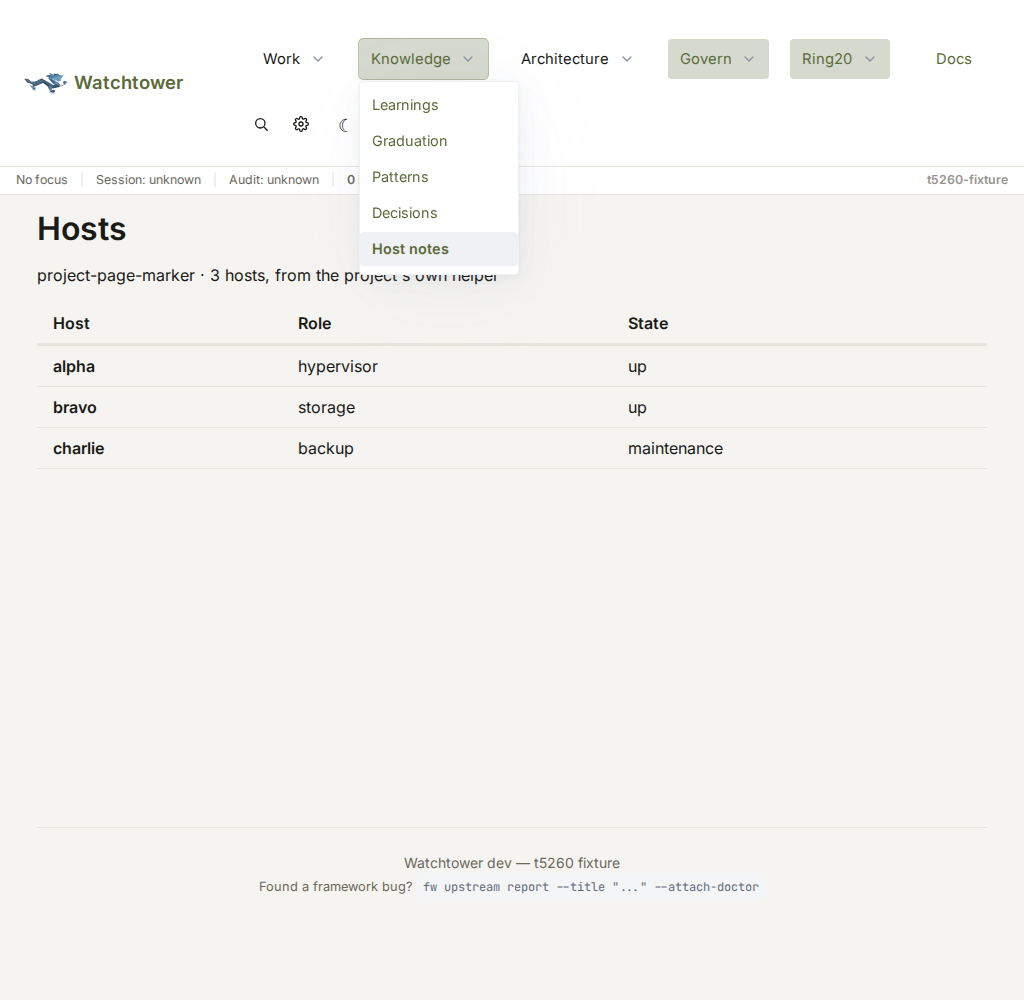 Watchtower
Work
Knowledge
Architecture
Govern
Ring20
Docs
Learnings
Graduation
Patterns
Decisions
Host notes
No focus
Session: unknown
Audit: unknown
0
t5260-fixture
Hosts
project-page-marker · 3 hosts, from the project's own helper
Host Role State
alpha hypervisor up
bravo storage up
charlie backup maintenance
Watchtower dev — t5260 fixture
Found a framework bug? fw upstream report --title "..." --attach-doctor